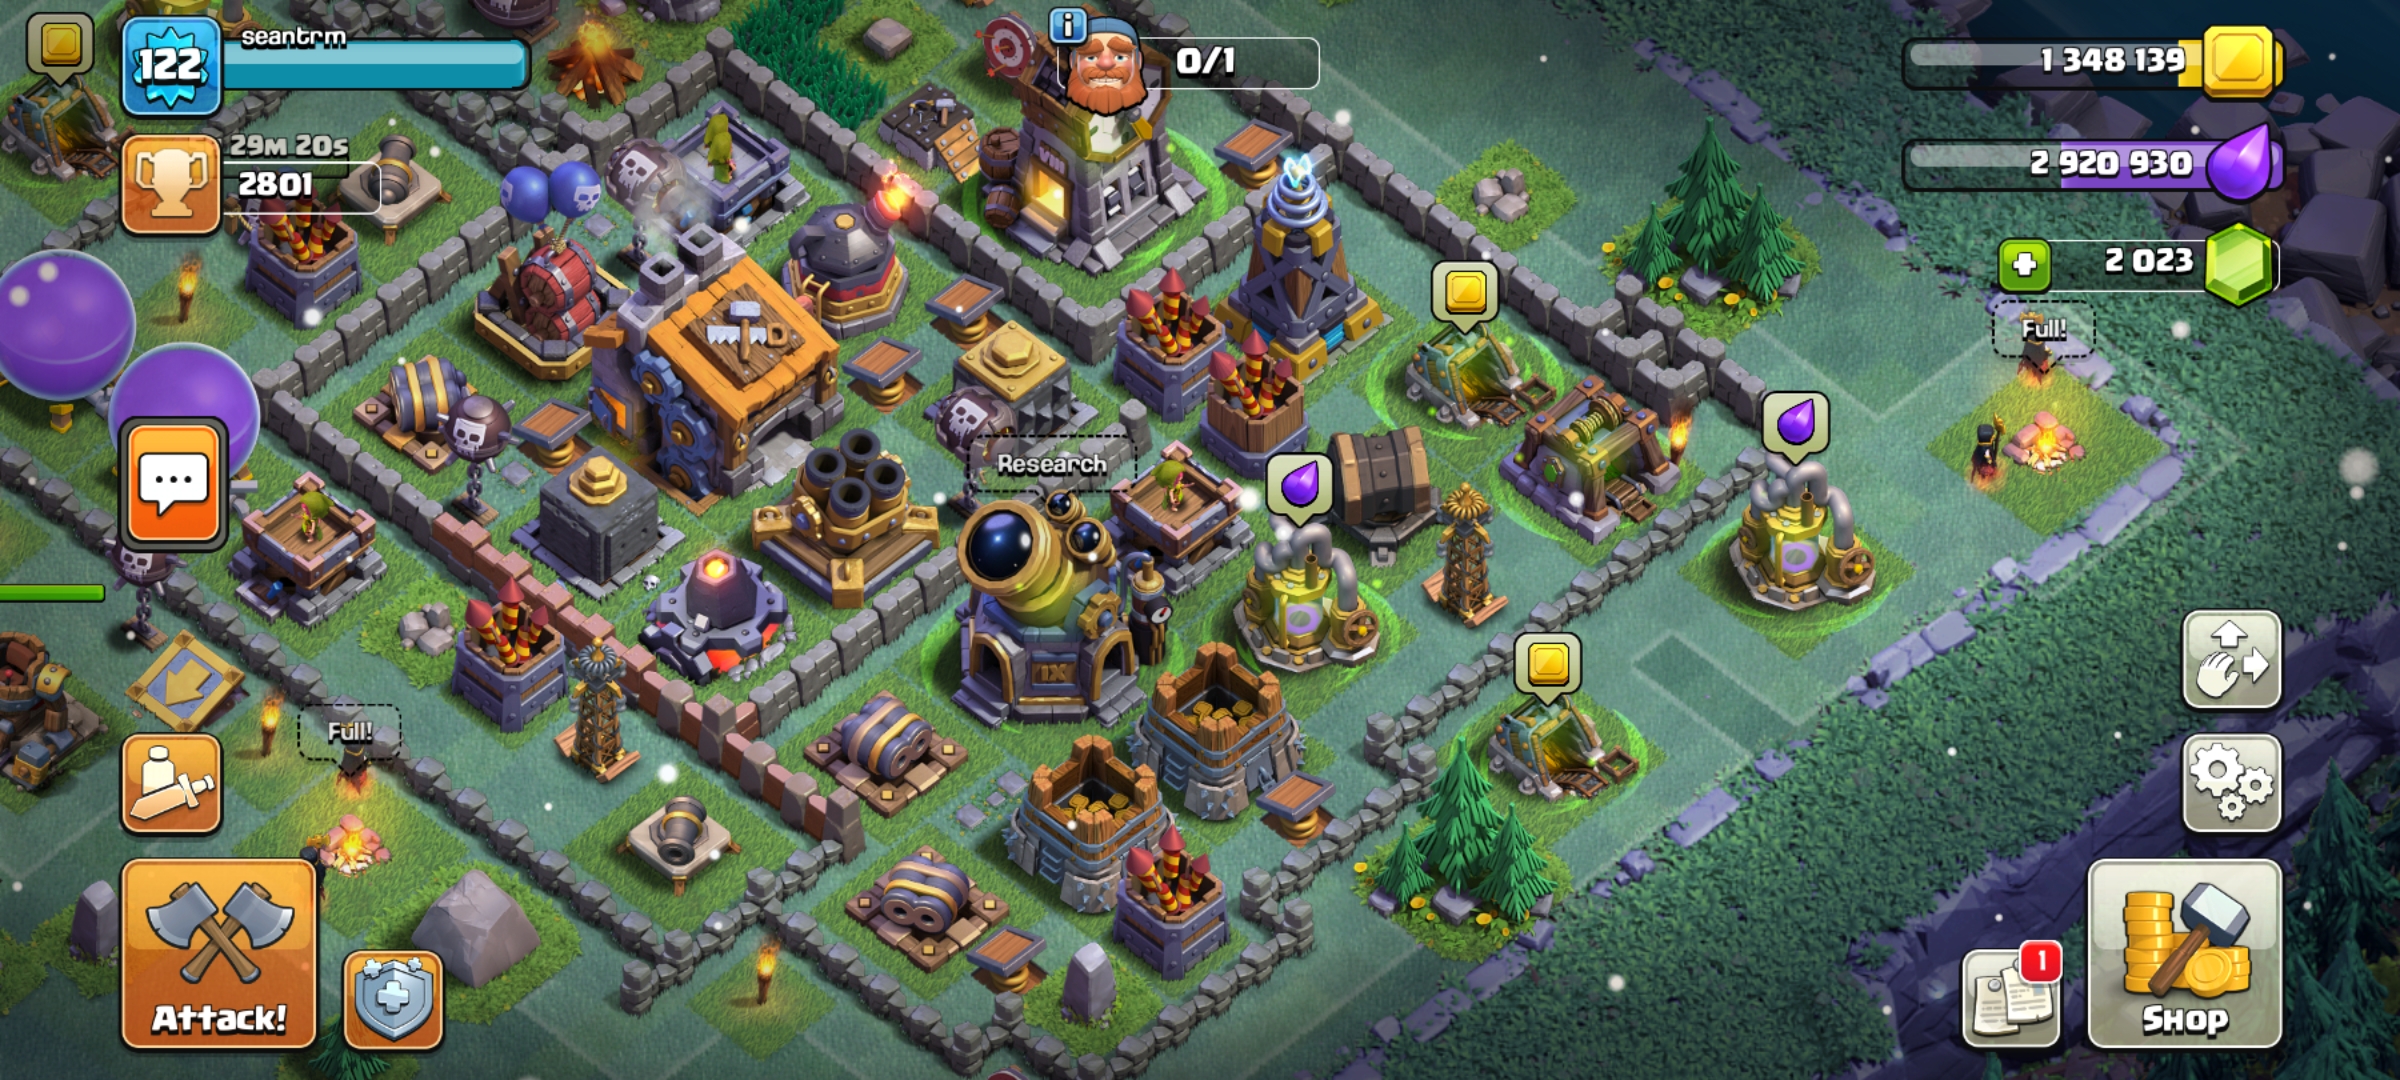 122
seantrm
0/1
1 348 139
29m 20s
2801
2 920 930
2 023
Full!
Research
VIII
IX
Full!
1
Attack!
Shop